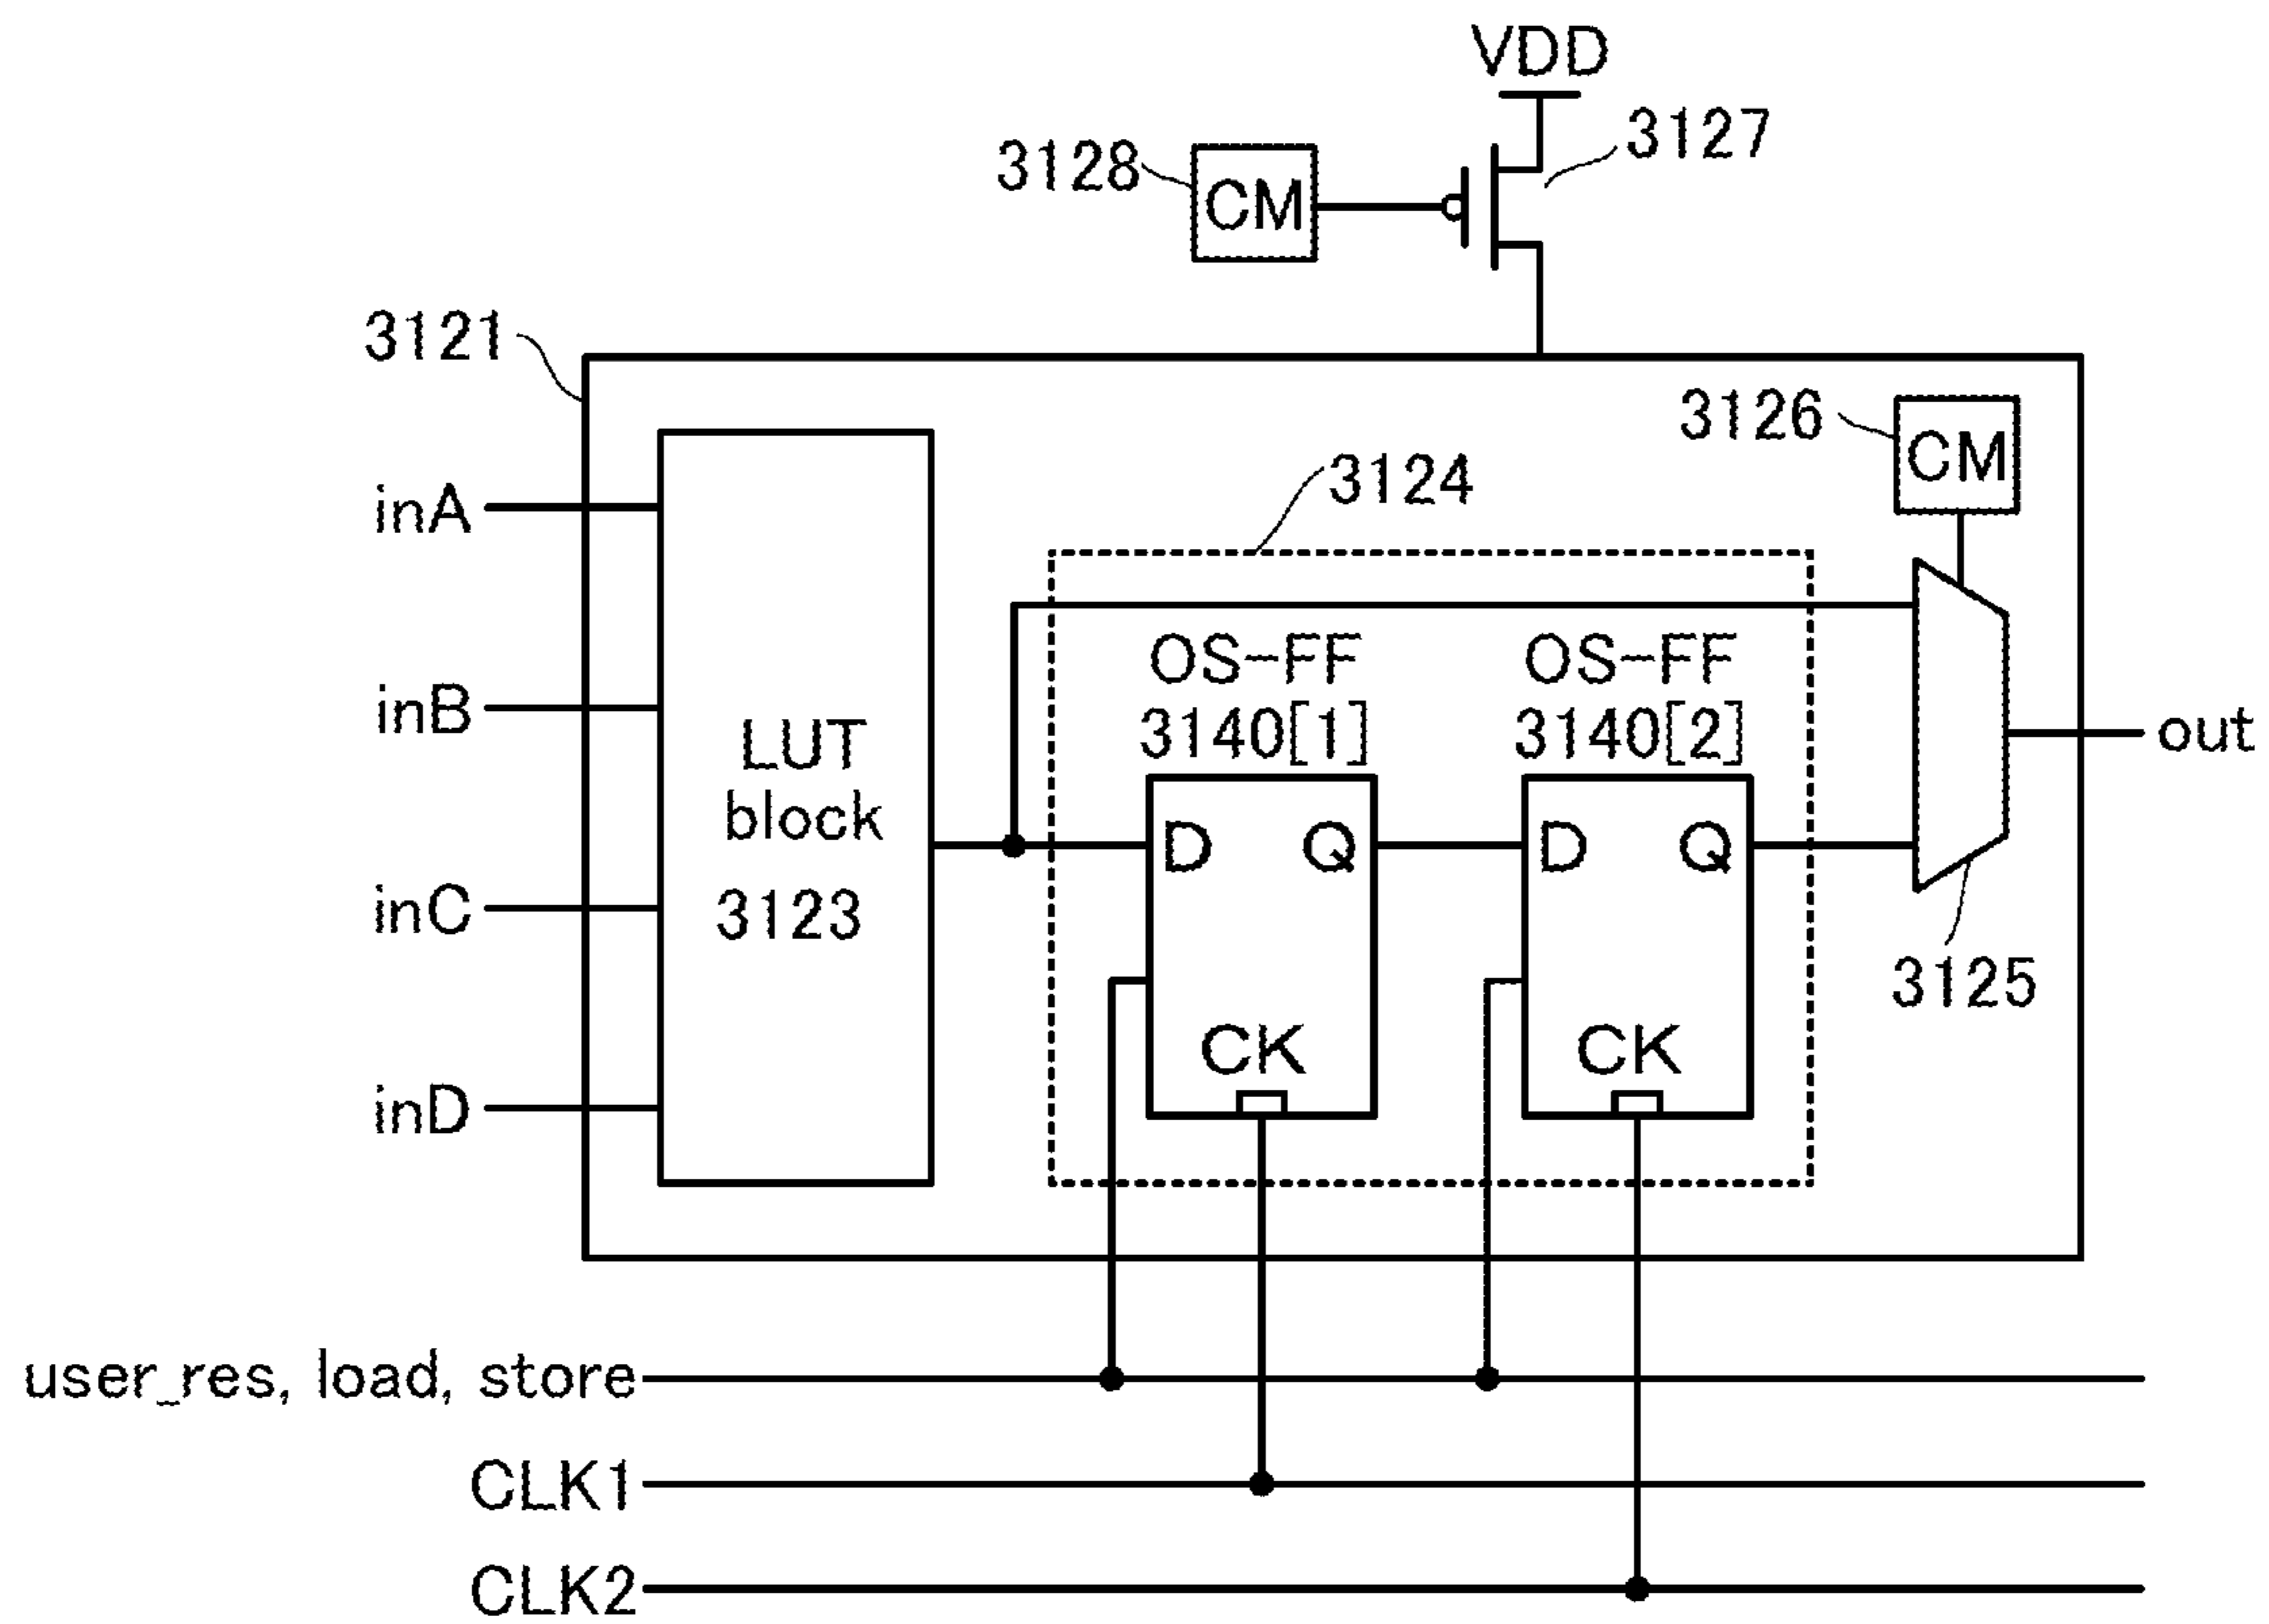 VDD
3127
3128
CM
3121
3126
CM
3124
inA
OS-FF
3140[1]
OS-FF
3140[2]
inB
LUT
block
3123
out
D
Q
D
Q
inC
3125
CK
CK
inD
user_res, load, store
CLK1
CLK2